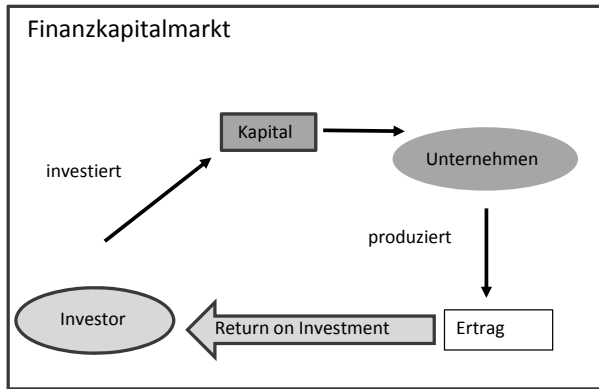 Finanzkapitalmarkt
Kapital
Unternehmen
investiert
produziert
Investor
Return on Investment
Ertrag